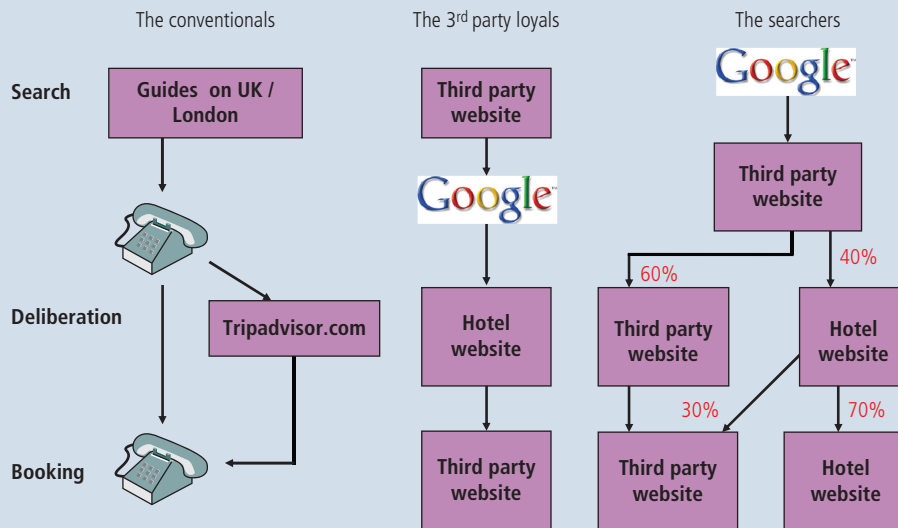 The conventionals
The 3rd party loyals
The searchers
Search
Guides on UK /
London
Third party
website
Google™
Google™
Third party
website
60%
40%
Deliberation
Tripadvisor.com
Hotel
website
Third party
website
Hotel
website
30%
70%
Booking
Third party
website
Third party
website
Hotel
website